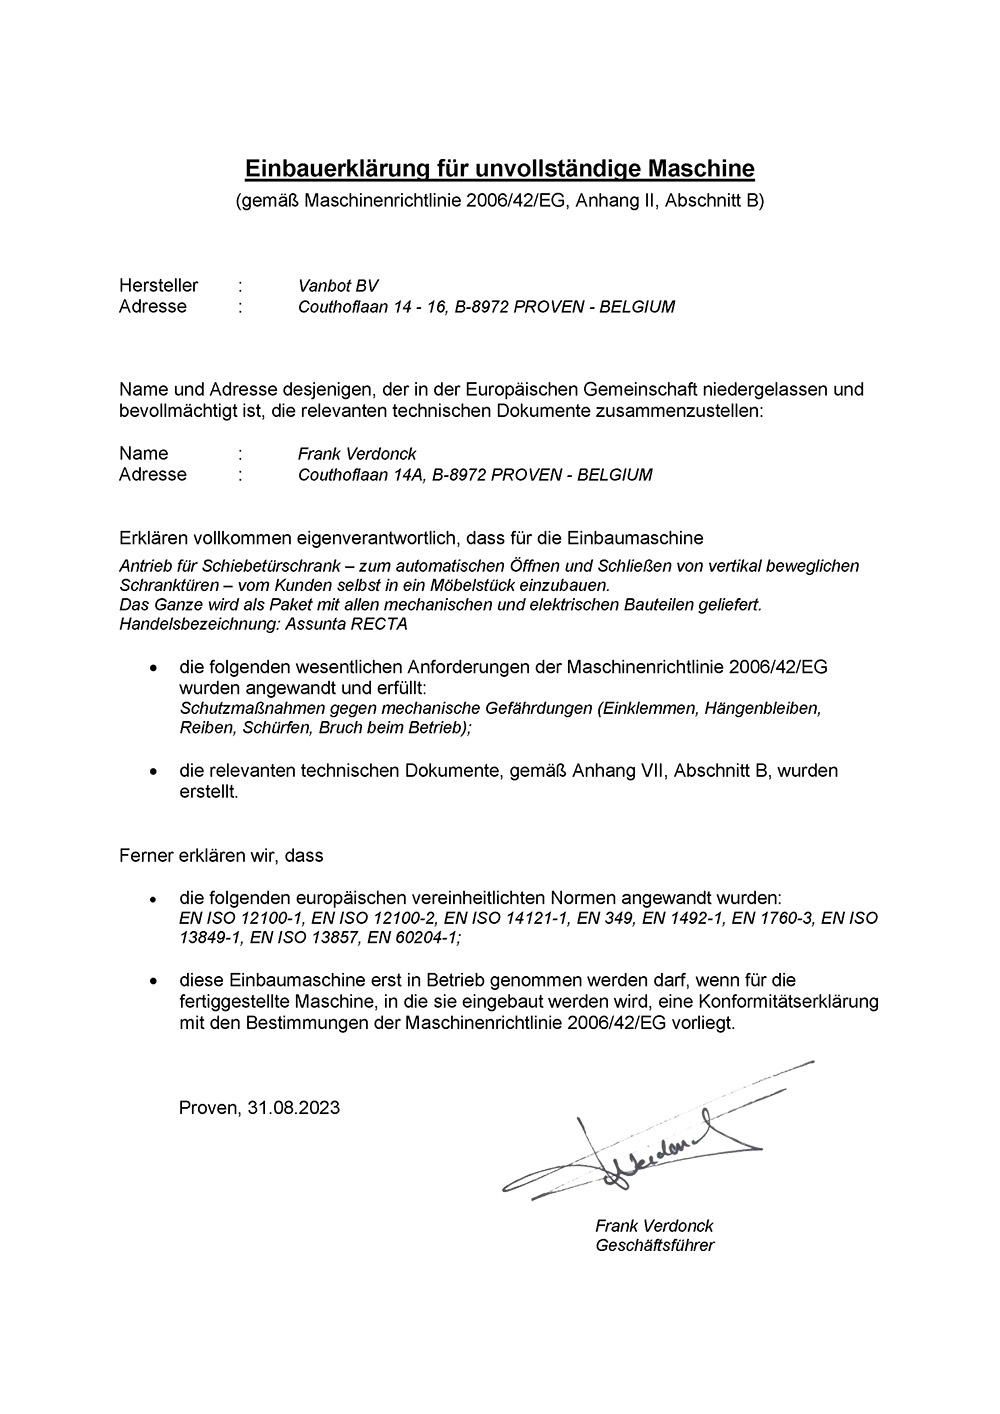 Einbauerklärung für unvollständige Maschine
(gemäß Maschinenrichtlinie 2006/42/EG, Anhang II, Abschnitt B)
Hersteller : Vanbot BV
Adresse : Couthoflaan 14 - 16, B-8972 PROVEN - BELGIUM
Name und Adresse desjenigen, der in der Europäischen Gemeinschaft niedergelassen und
bevollmächtigt ist, die relevanten technischen Dokumente zusammenzustellen:
Name : Frank Verdonck
Adresse : Couthoflaan 14A, B-8972 PROVEN - BELGIUM
Erklären vollkommen eigenverantwortlich, dass für die Einbaumaschine
Antrieb für Schiebetürschrank – zum automatischen Öffnen und Schließen von vertikal beweglichen
Schranktüren – vom Kunden selbst in ein Möbelstück einzubauen.
Das Ganze wird als Paket mit allen mechanischen und elektrischen Bauteilen geliefert.
Handelsbezeichnung: Assunta RECTA
• die folgenden wesentlichen Anforderungen der Maschinenrichtlinie 2006/42/EG
wurden angewandt und erfüllt:
Schutzmaßnahmen gegen mechanische Gefährdungen (Einklemmen, Hängenbleiben,
Reiben, Schürfen, Bruch beim Betrieb);
• die relevanten technischen Dokumente, gemäß Anhang VII, Abschnitt B, wurden
erstellt.
Ferner erklären wir, dass
• die folgenden europäischen vereinheitlichten Normen angewandt wurden:
EN ISO 12100-1, EN ISO 12100-2, EN ISO 14121-1, EN 349, EN 1492-1, EN 1760-3, EN ISO
13849-1, EN ISO 13857, EN 60204-1;
• diese Einbaumaschine erst in Betrieb genommen werden darf, wenn für die
fertiggestellte Maschine, in die sie eingebaut werden wird, eine Konformitätserklärung
mit den Bestimmungen der Maschinenrichtlinie 2006/42/EG vorliegt.
Proven, 31.08.2023
Frank Verdonck
Geschäftsführer